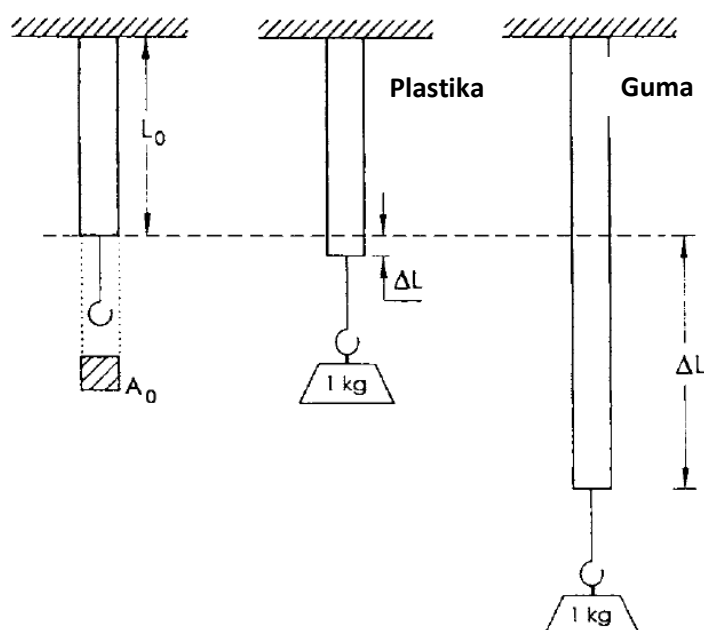 Plastika
Guma
L₀
ΔL
ΔL
A₀
1 kg
1 kg